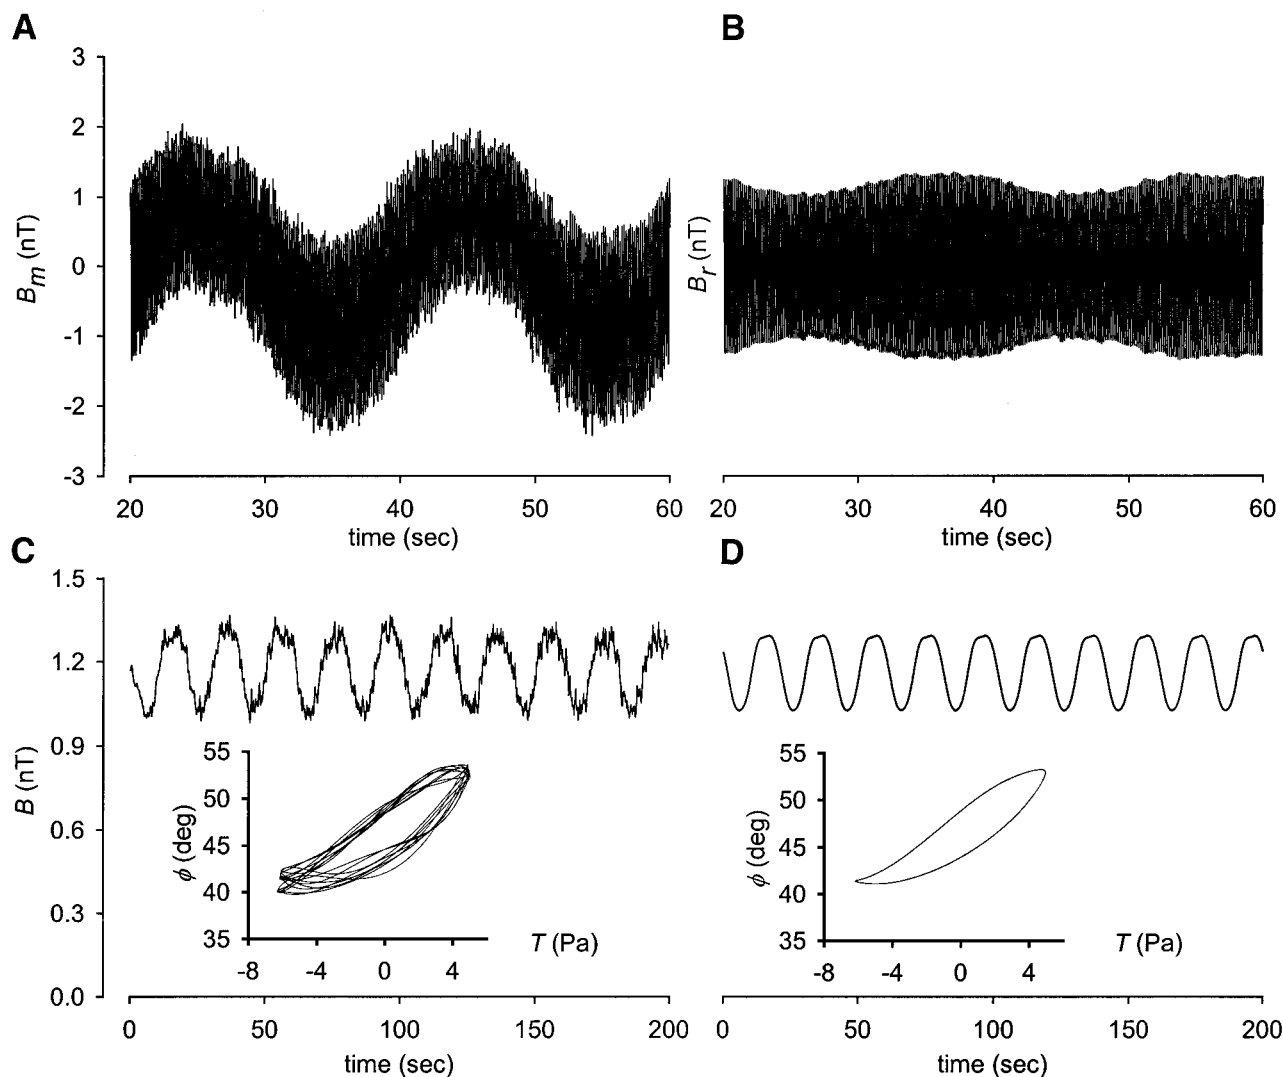 A
B
3
2
1
0
-1
-2
-3
Bm (nT)
Br (nT)
20 30 40 50 60
time (sec)
20 30 40 50 60
time (sec)
C
D
1.5
1.2
0.9
0.6
0.3
0.0
B (nT)
55
50
45
40
35
ϕ (deg)
-8 -4 0 4
T (Pa)
55
50
45
40
35
ϕ (deg)
-8 -4 0 4
T (Pa)
0 50 100 150 200
time (sec)
0 50 100 150 200
time (sec)